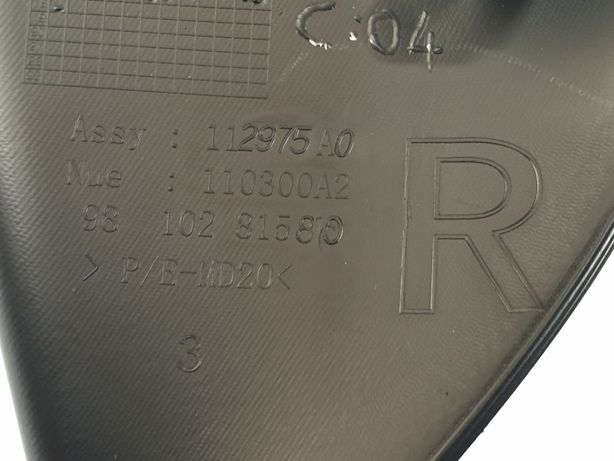 C:04
Assy : 112975A0
Nue : 110300A2
98 102 81580
> P/E-MD20<
R
3